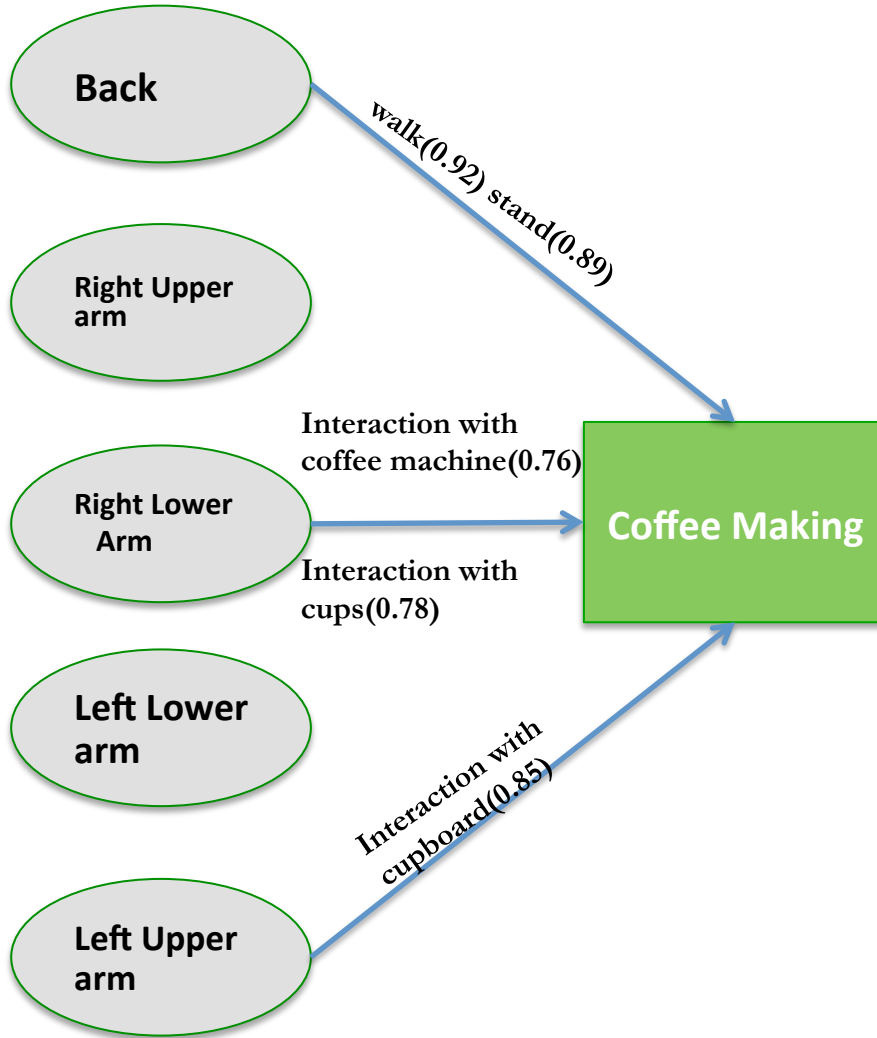 Back
walk(0.92) stand(0.89)
Right Upper
arm
Interaction with
coffee machine(0.76)
Right Lower
Arm
Coffee Making
Interaction with
cups(0.78)
Left Lower
arm
Interaction with
cupboard(0.85)
Left Upper
arm